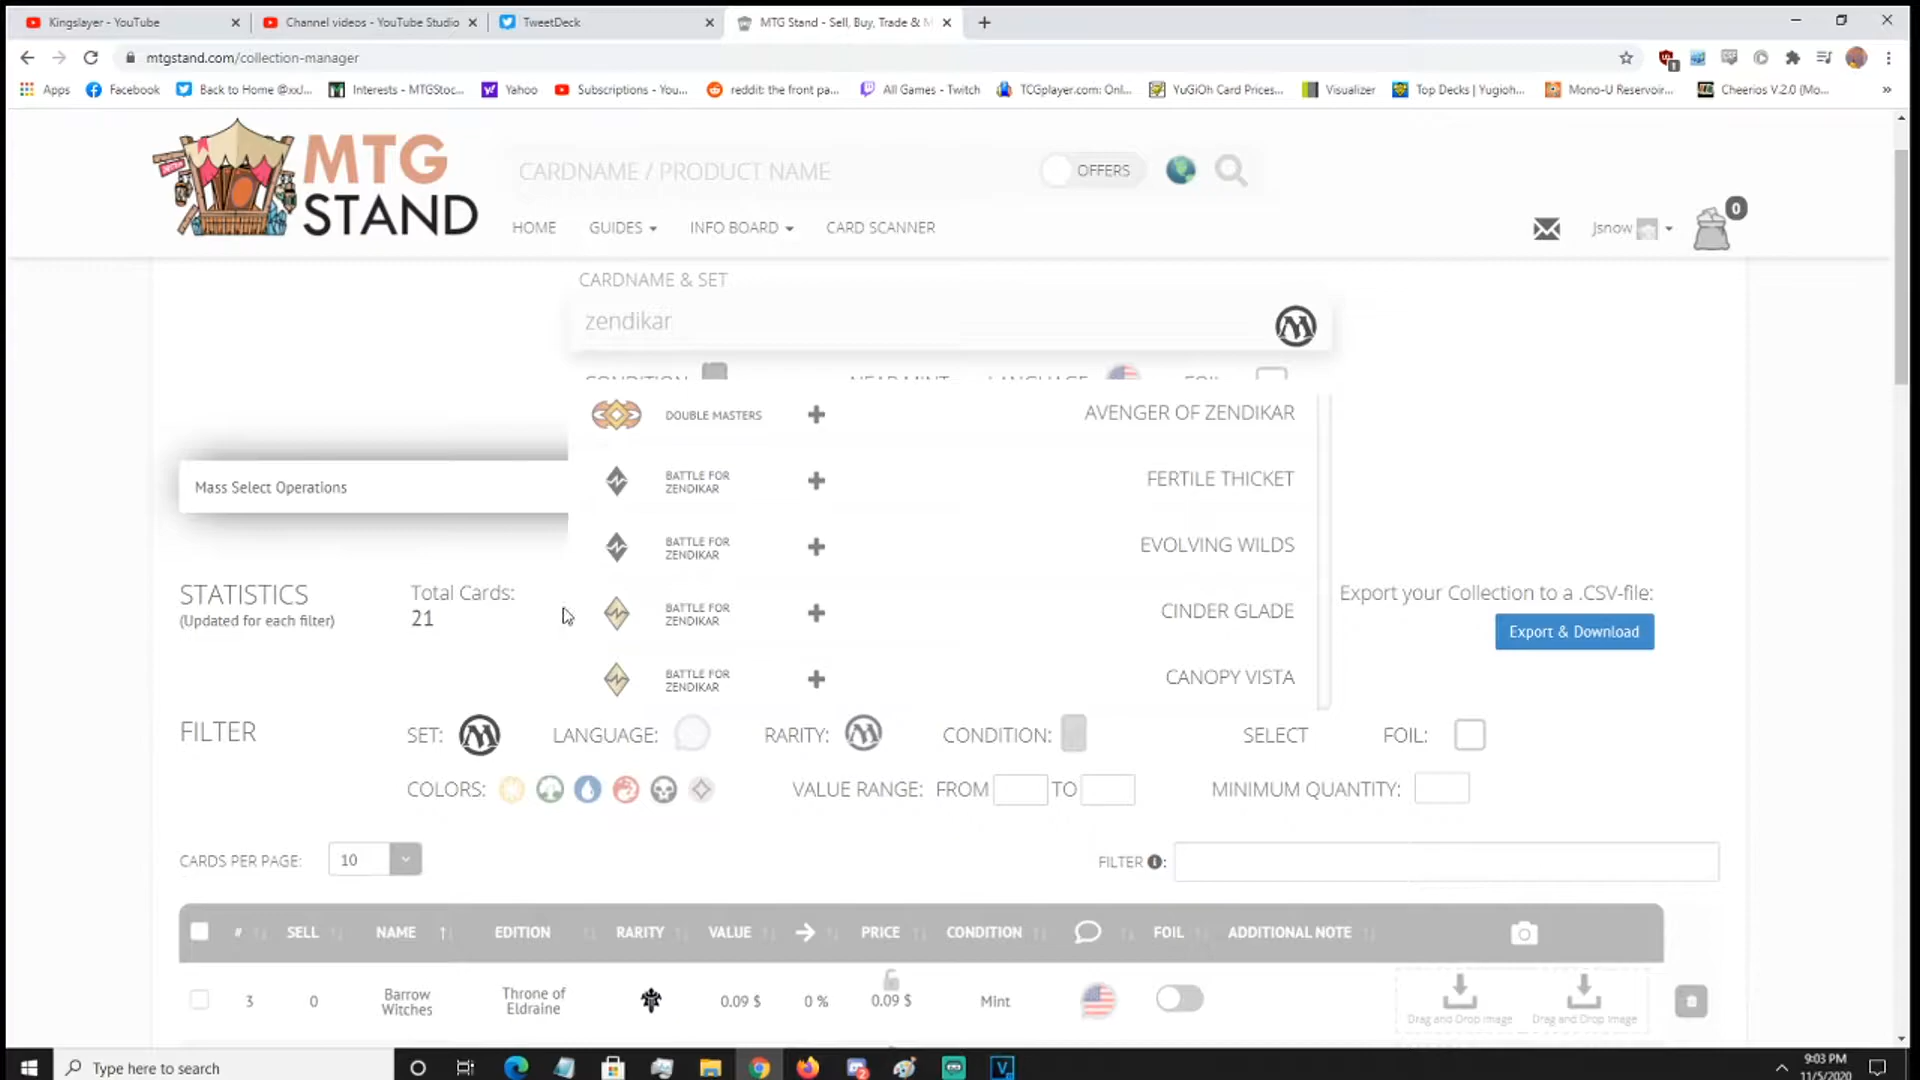 Kingslayer - YouTube
Channel videos - YouTube Studio
TweetDeck
MTG Stand - Sell, Buy, Trade & M
mtgstand.com/collection-manager
Apps
Facebook
Back to Home @xxJ...
Interests - MTGStoc...
Yahoo
Subscriptions - You...
reddit: the front pa...
All Games - Twitch
TCGplayer.com: Onl...
YuGiOh Card Prices...
Visualizer
Top Decks | Yugioh...
Mono-U Reservoir...
Cheerios V.2.0 (Mo...
»
MTG
STAND
CARDNAME / PRODUCT NAME
OFFERS
0
HOME
GUIDES
INFO BOARD
CARD SCANNER
Jsnow
CARDNAME & SET
zendikar
CONDITION
NEAR MINT
LANGUAGE
FOIL
DOUBLE MASTERS
AVENGER OF ZENDIKAR
BATTLE FOR
ZENDIKAR
FERTILE THICKET
BATTLE FOR
ZENDIKAR
EVOLVING WILDS
BATTLE FOR
ZENDIKAR
CINDER GLADE
BATTLE FOR
ZENDIKAR
CANOPY VISTA
Mass Select Operations
STATISTICS
(Updated for each filter)
Total Cards:
21
Export your Collection to a .CSV-file:
Export & Download
FILTER
SET:
LANGUAGE:
RARITY:
CONDITION:
SELECT
FOIL:
COLORS:
VALUE RANGE: FROM
TO
MINIMUM QUANTITY:
CARDS PER PAGE:
10
FILTER :
#
SELL
NAME
EDITION
RARITY
VALUE
PRICE
CONDITION
FOIL
ADDITIONAL NOTE
3
0
Barrow
Witches
Throne of
Eldraine
0.09 $
0 %
0.09 $
Mint
Drag and Drop Image
Drag and Drop Image
Type here to search
9:03 PM
11/5/2020